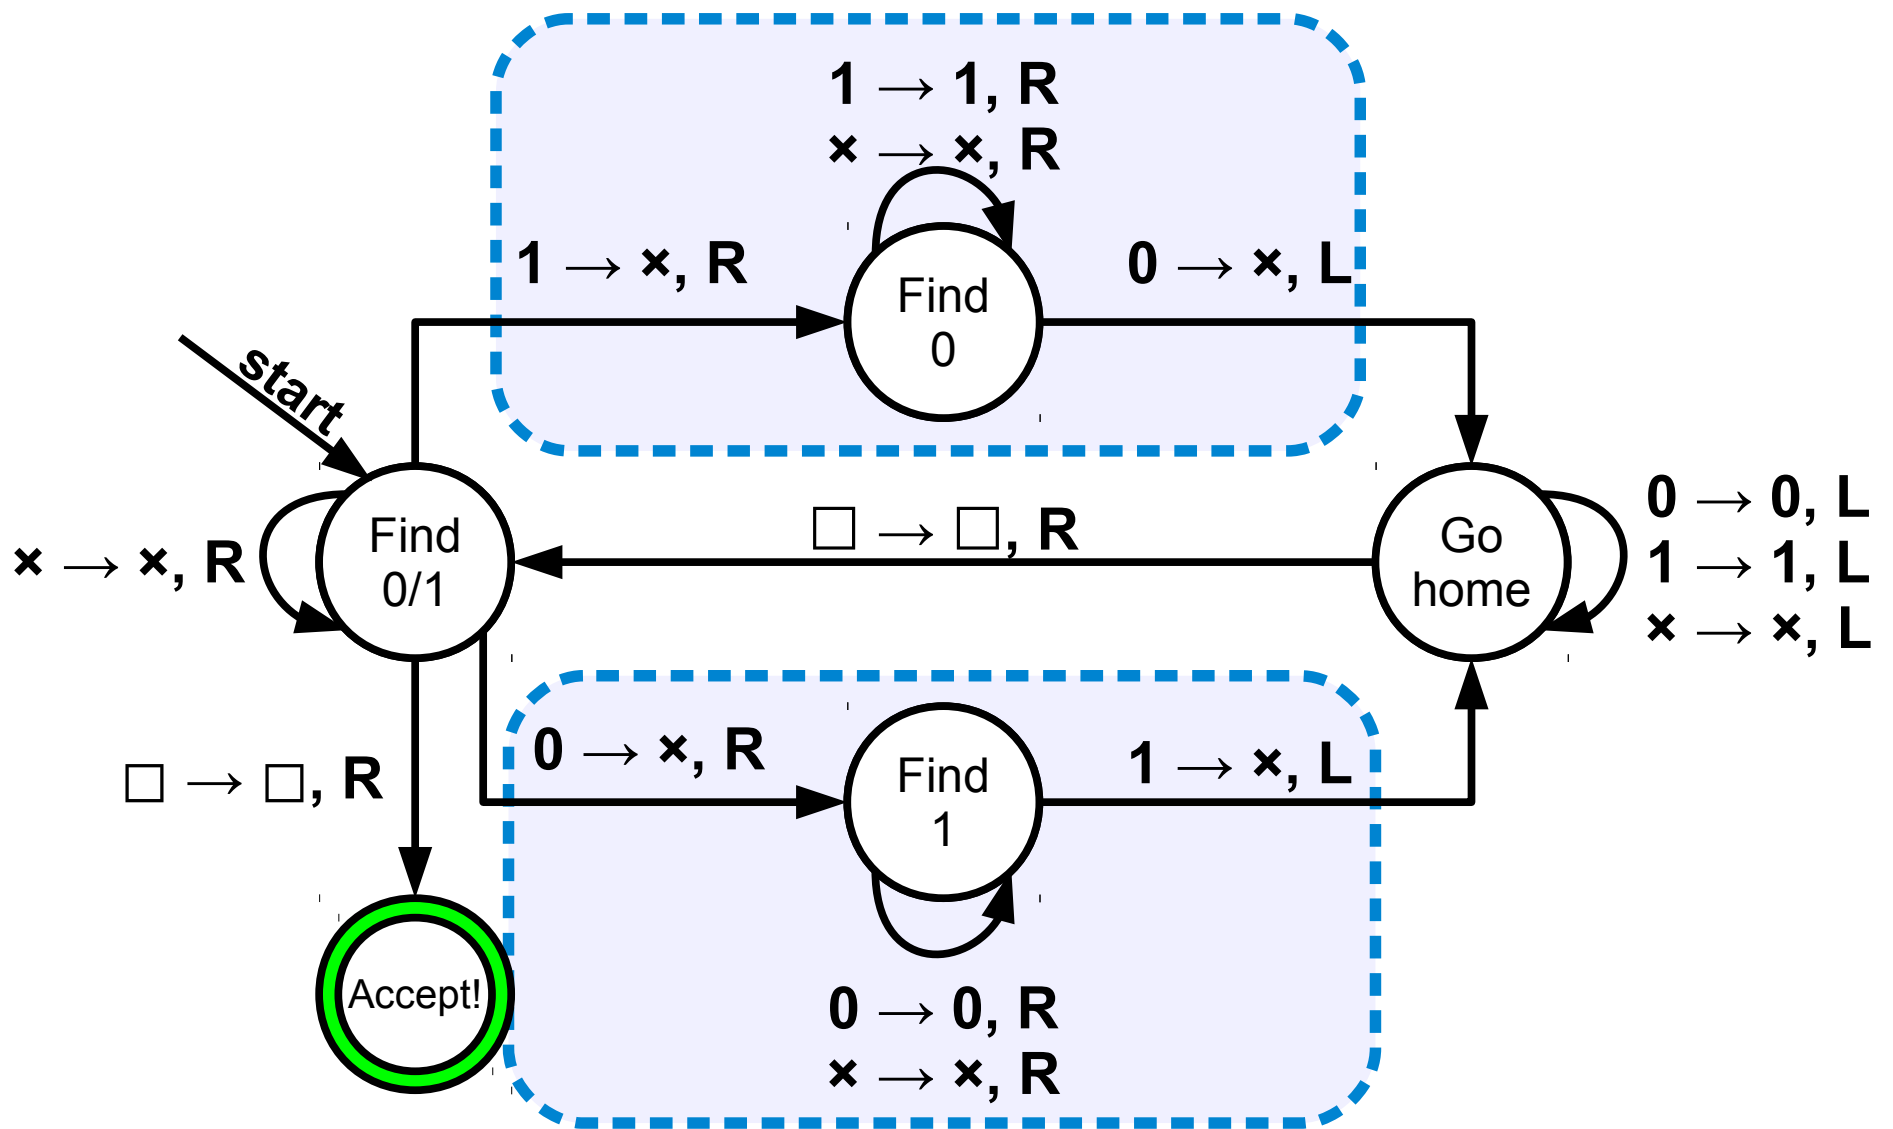 1 → 1, R
× → ×, R
1 → ×, R
0 → ×, L
Find
0
start
× → ×, R
Find
0/1
□ → □, R
Go
home
0 → 0, L
1 → 1, L
× → ×, L
□ → □, R
0 → ×, R
Find
1
1 → ×, L
Accept!
0 → 0, R
× → ×, R